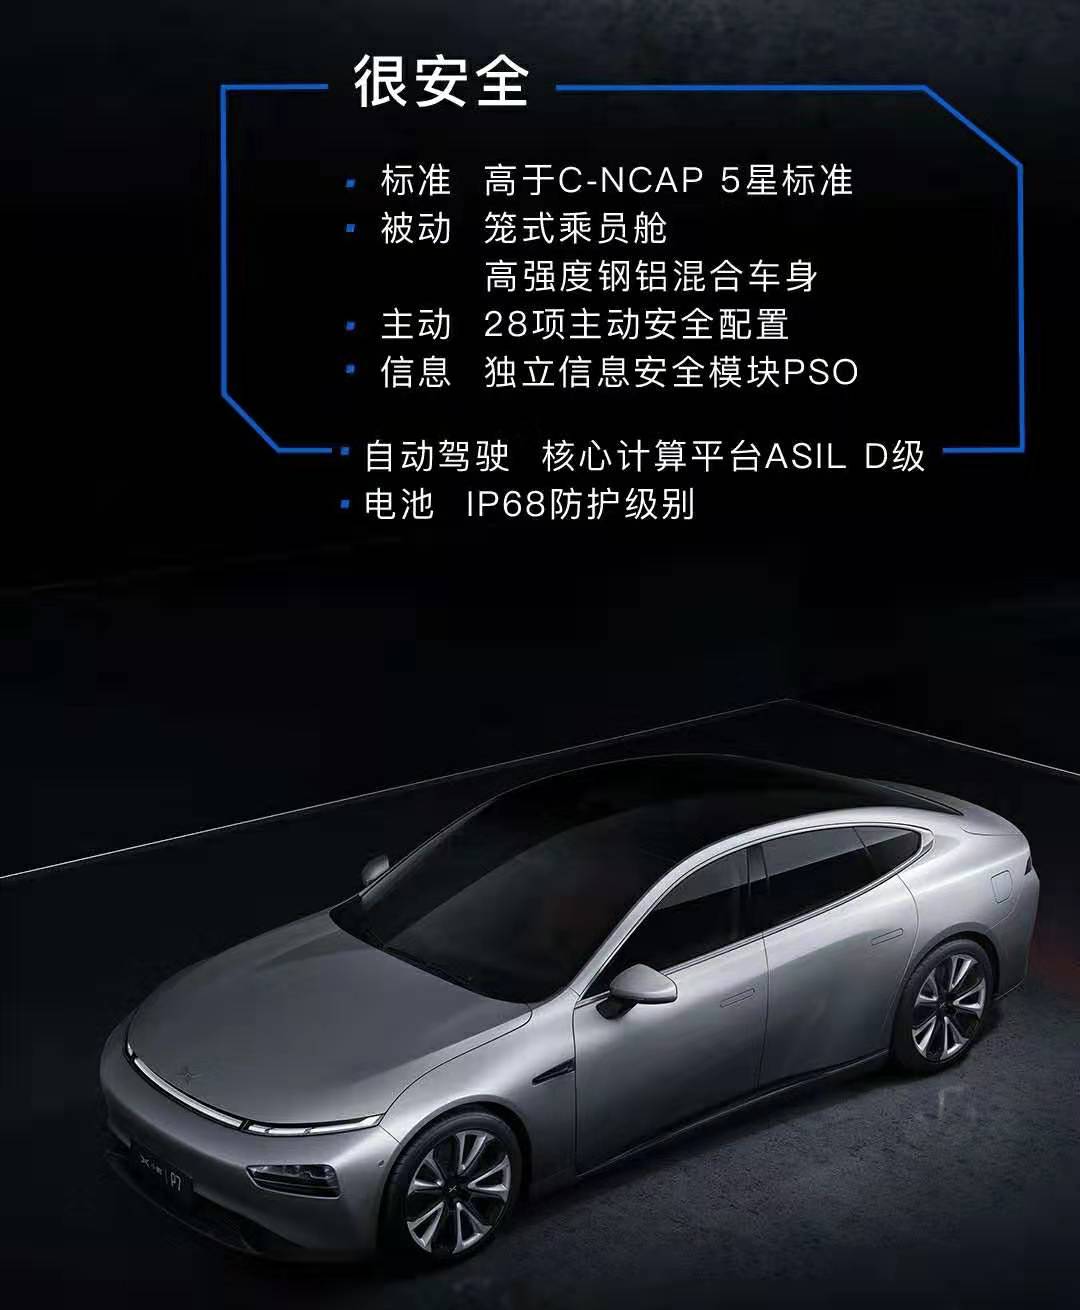 很安全
标准 高于C-NCAP 5星标准
被动 笼式乘员舱
高强度钢铝混合车身
主动 28项主动安全配置
信息 独立信息安全模块PSO
自动驾驶 核心计算平台ASIL D级
电池 IP68防护级别
P7